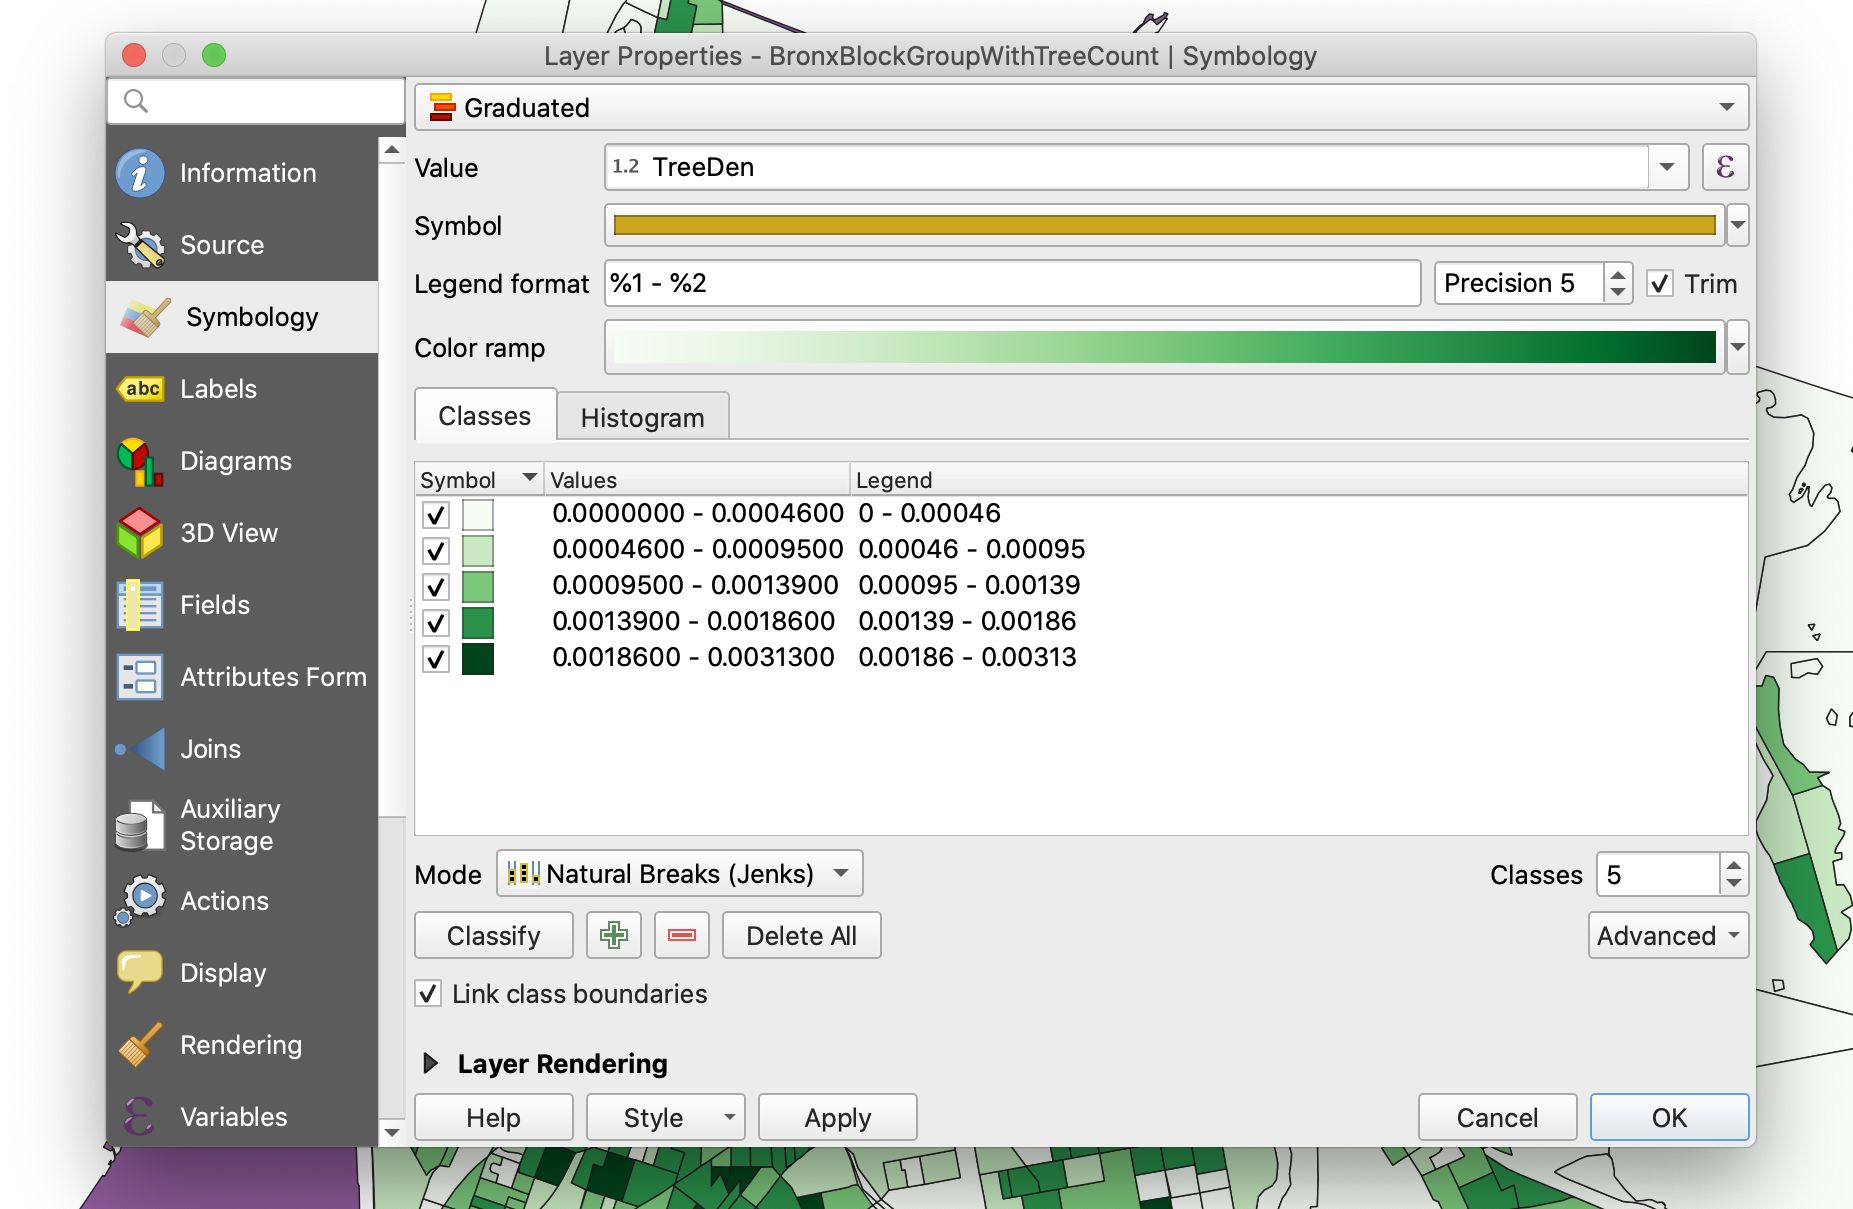 Layer Properties - BronxBlockGroupWithTreeCount | Symbology
Information
Source
Symbology
abc Labels
Diagrams
3D View
Fields
Attributes Form
Joins
Auxiliary
Storage
Actions
Display
Rendering
Variables
Graduated
Value 1.2 TreeDen ε
Symbol
Legend format %1 - %2 Precision 5 Trim
Color ramp
Classes Histogram
Symbol Values Legend
0.0000000 - 0.0004600 0 - 0.00046
0.0004600 - 0.0009500 0.00046 - 0.00095
0.0009500 - 0.0013900 0.00095 - 0.00139
0.0013900 - 0.0018600 0.00139 - 0.00186
0.0018600 - 0.0031300 0.00186 - 0.00313
Mode Natural Breaks (Jenks) Classes 5
Classify Delete All Advanced
Link class boundaries
Layer Rendering
Help Style Apply Cancel OK